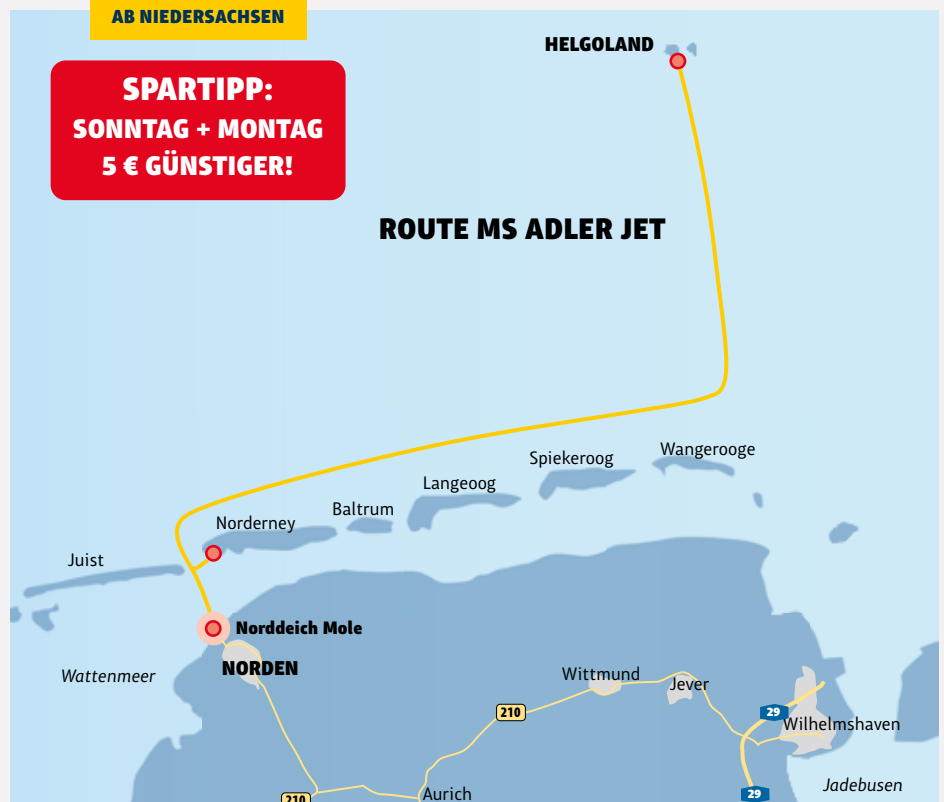 AB NIEDERSACHSEN
HELGOLAND
SPARTIPP:
SONNTAG + MONTAG
5 € GÜNSTIGER!
ROUTE MS ADLER JET
Wangerooge
Spiekeroog
Langeoog
Baltrum
Norderney
Juist
Norddeich Mole
NORDEN
Wattenmeer
Wittmund
Jever
210
29
Wilhelmshaven
Jadebusen
Aurich
210
29